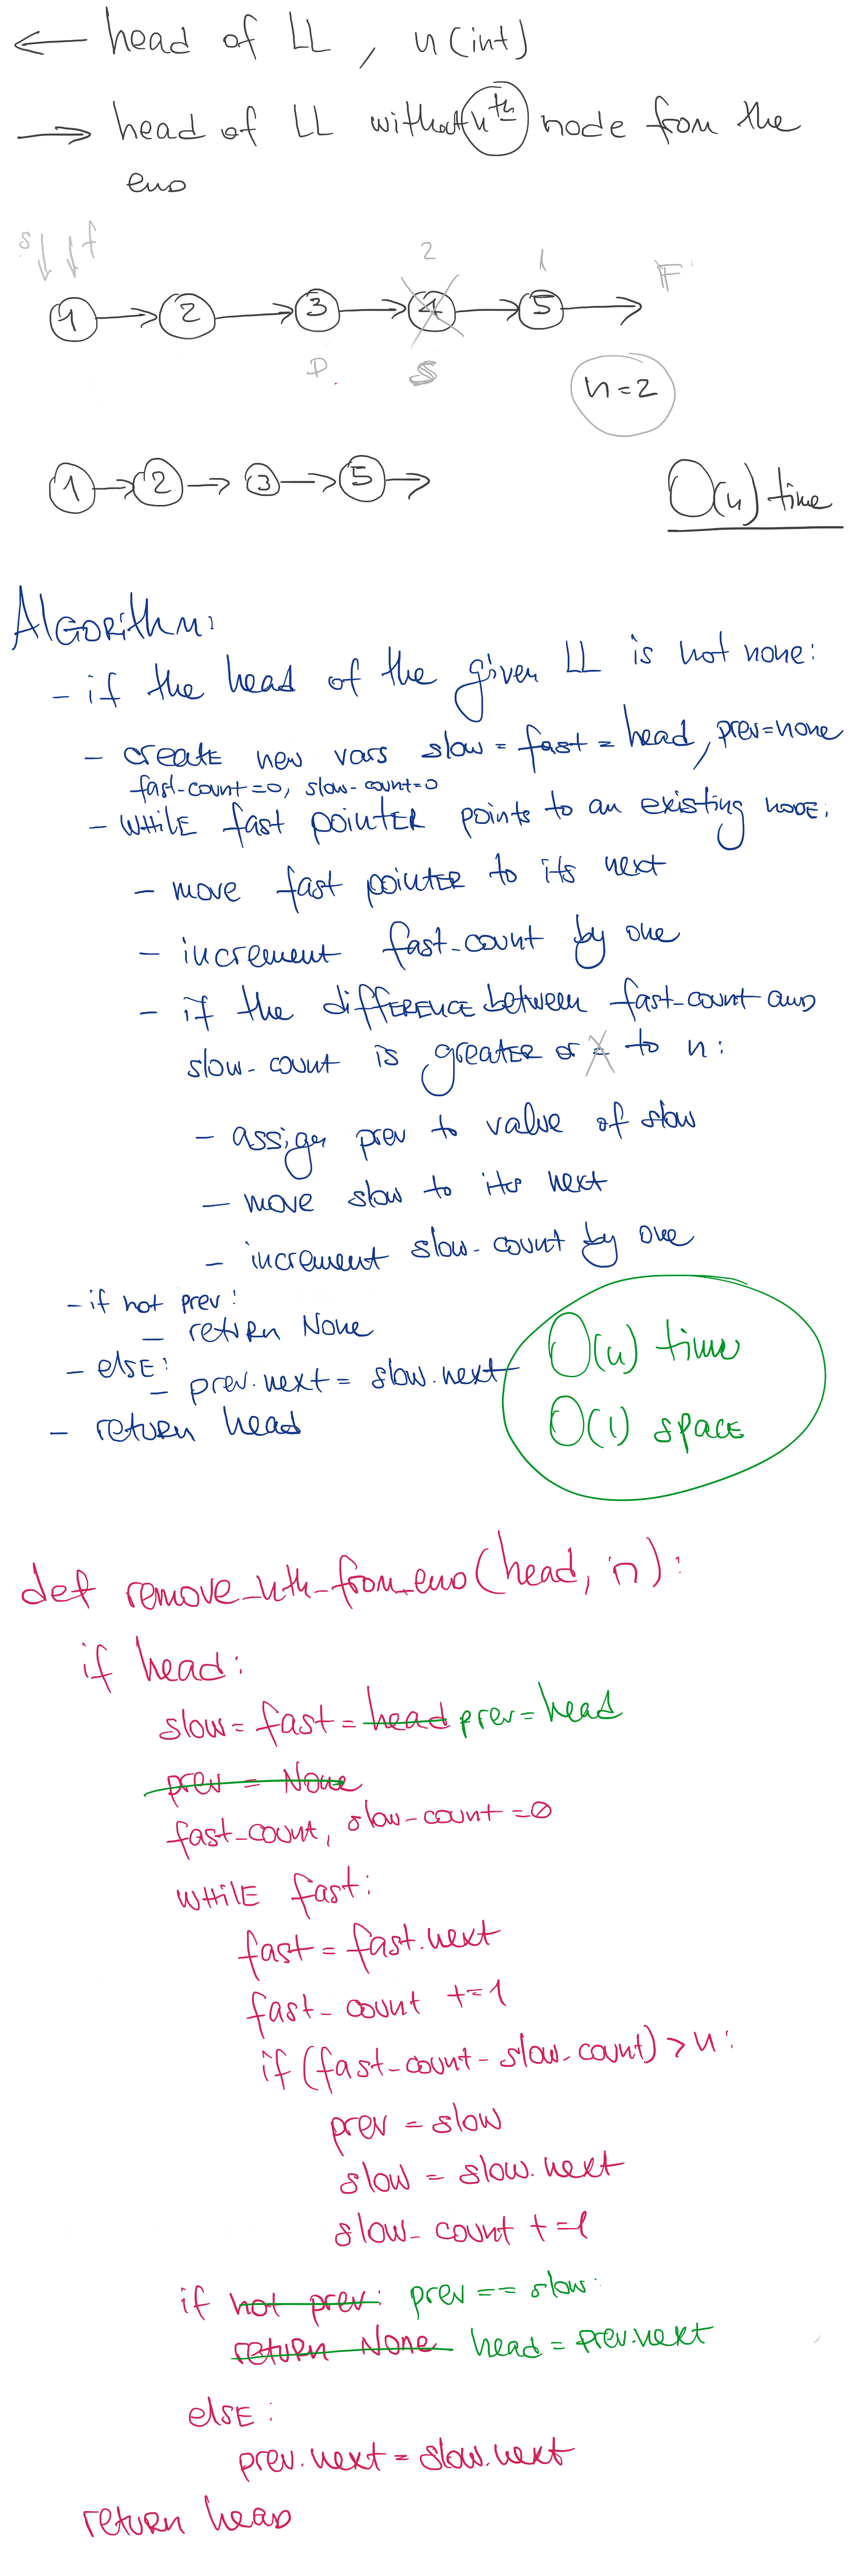 ← head of LL, n (int)
→ head of LL without nth node from the
end
s f
2 1 F
1 → 2 → 3 → 4 → 5 →
P. S
n=2
1 → 2 → 3 → 5 →
O(n) time
Algorithm:
- if the head of the given LL is not none:
- create new vars slow = fast = head, prev=none
fast-count=0, slow-count=0
- while fast pointer points to an existing node:
- move fast pointer to its next
- increment fast_count by one
- if the difference between fast_count and
slow-count is greater or = to n:
- assign prev to value of slow
- move slow to its next
- increment slow-count by one
- if not prev:
- return None
- else:
- prev.next = slow.next
- return head
O(n) time
O(1) space
def remove_nth_from_end(head, n):
if head:
slow = fast = head prev = head
prev = None
fast_count, slow-count = 0
while fast:
fast = fast.next
fast_count += 1
if (fast_count - slow_count) > n:
prev = slow
slow = slow.next
slow-count += 1
if not prev: prev == slow:
return None head = prev.next
else:
prev.next = slow.next
return head